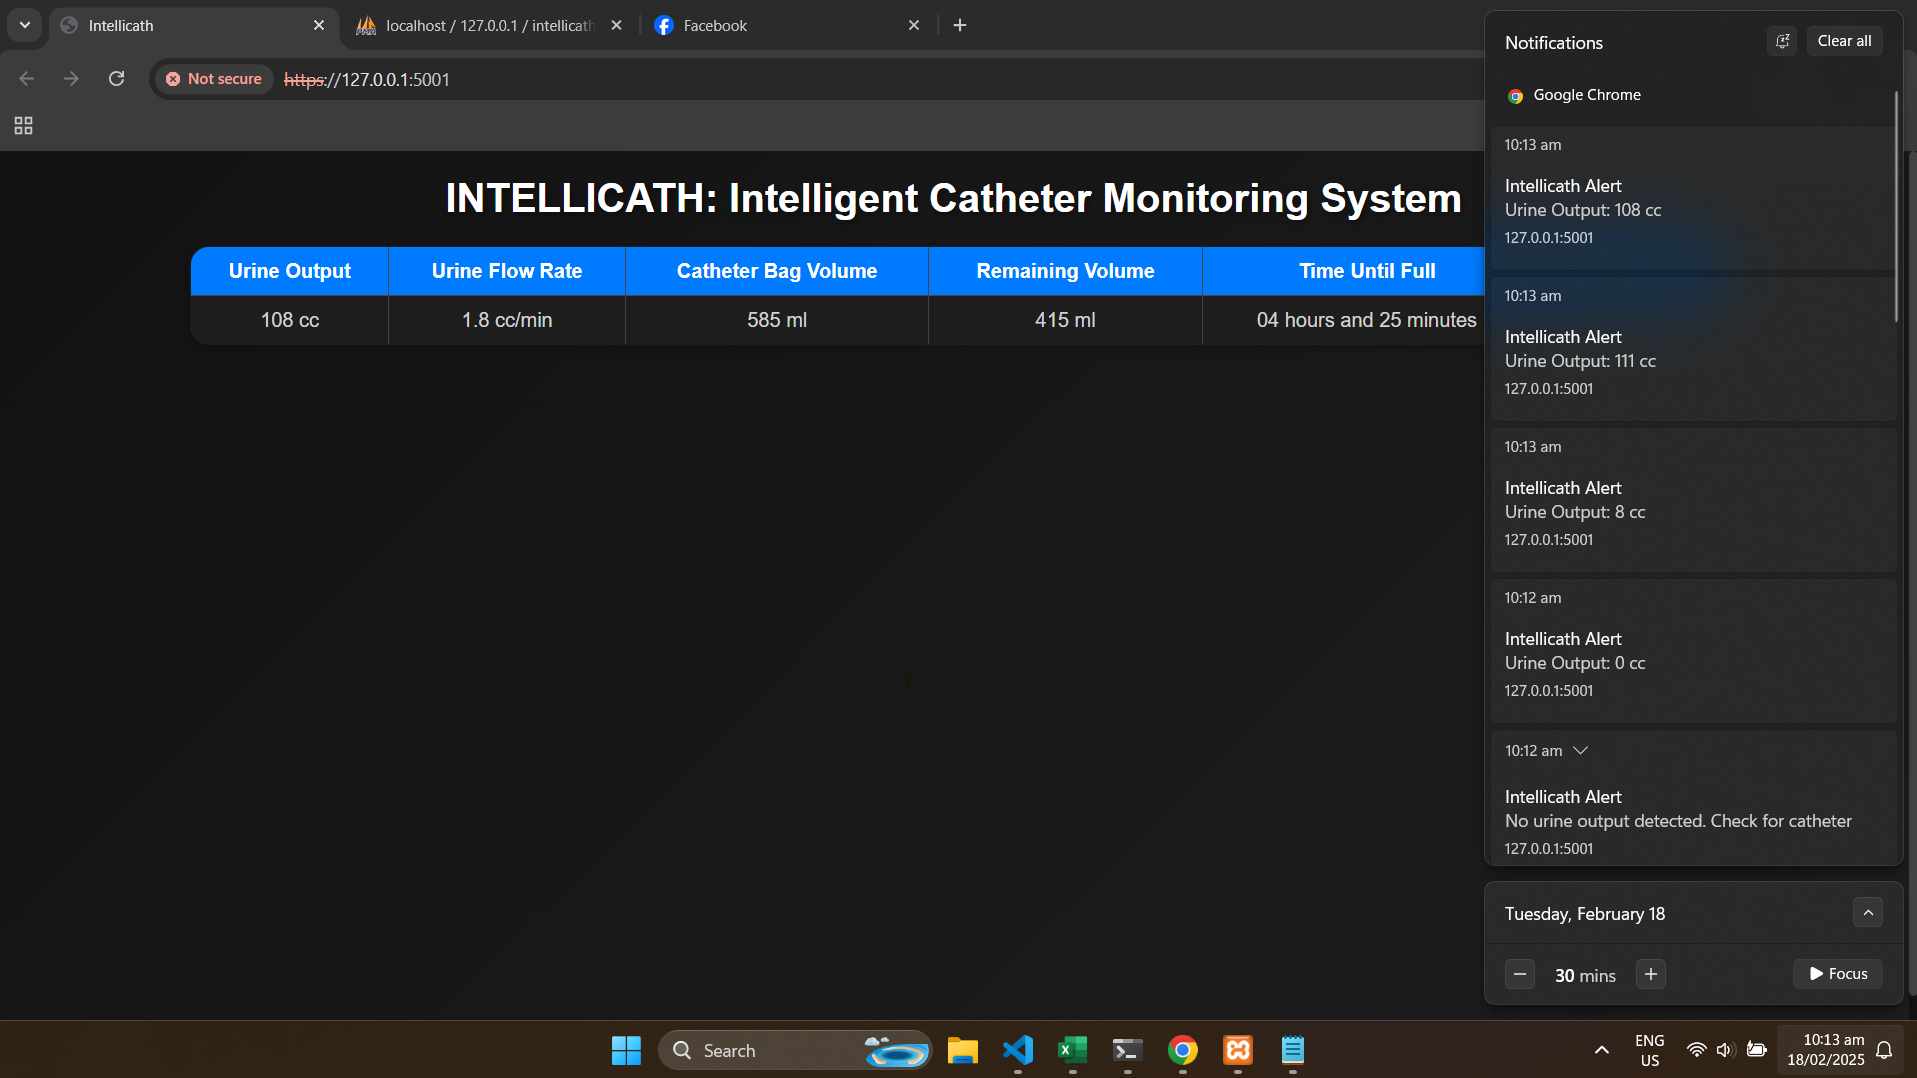 Intellicath
localhost / 127.0.0.1 / intellicath
Facebook
Not secure
https://127.0.0.1:5001
INTELLICATH: Intelligent Catheter Monitoring System
Urine Output
Urine Flow Rate
Catheter Bag Volume
Remaining Volume
Time Until Full
108 cc
1.8 cc/min
585 ml
415 ml
04 hours and 25 minutes
Notifications
Clear all
Google Chrome
10:13 am
Intellicath Alert
Urine Output: 108 cc
127.0.0.1:5001
10:13 am
Intellicath Alert
Urine Output: 111 cc
127.0.0.1:5001
10:13 am
Intellicath Alert
Urine Output: 8 cc
127.0.0.1:5001
10:12 am
Intellicath Alert
Urine Output: 0 cc
127.0.0.1:5001
10:12 am
Intellicath Alert
No urine output detected. Check for catheter
127.0.0.1:5001
Tuesday, February 18
30 mins
Focus
Search
ENG
US
10:13 am
18/02/2025